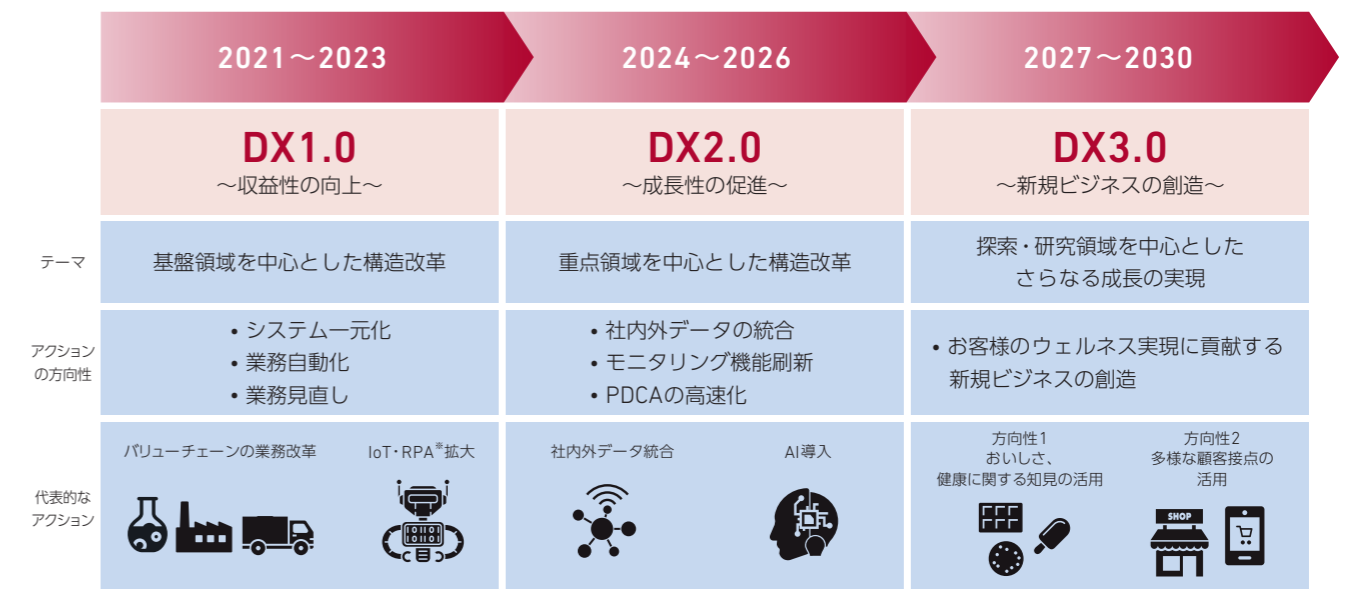 2021〜2023
2024〜2026
2027〜2030
DX1.0
〜収益性の向上〜
DX2.0
〜成長性の促進〜
DX3.0
〜新規ビジネスの創造〜
テーマ
基盤領域を中心とした構造改革
重点領域を中心とした構造改革
探索・研究領域を中心とした
さらなる成長の実現
アクション
の方向性
• システム一元化
• 業務自動化
• 業務見直し
• 社内外データの統合
• モニタリング機能刷新
• PDCAの高速化
• お客様のウェルネス実現に貢献する
新規ビジネスの創造
代表的な
アクション
バリューチェーンの業務改革
IoT・RPA※拡大
社内外データ統合
AI導入
方向性1
おいしさ、
健康に関する知見の活用
方向性2
多様な顧客接点の
活用
SHOP